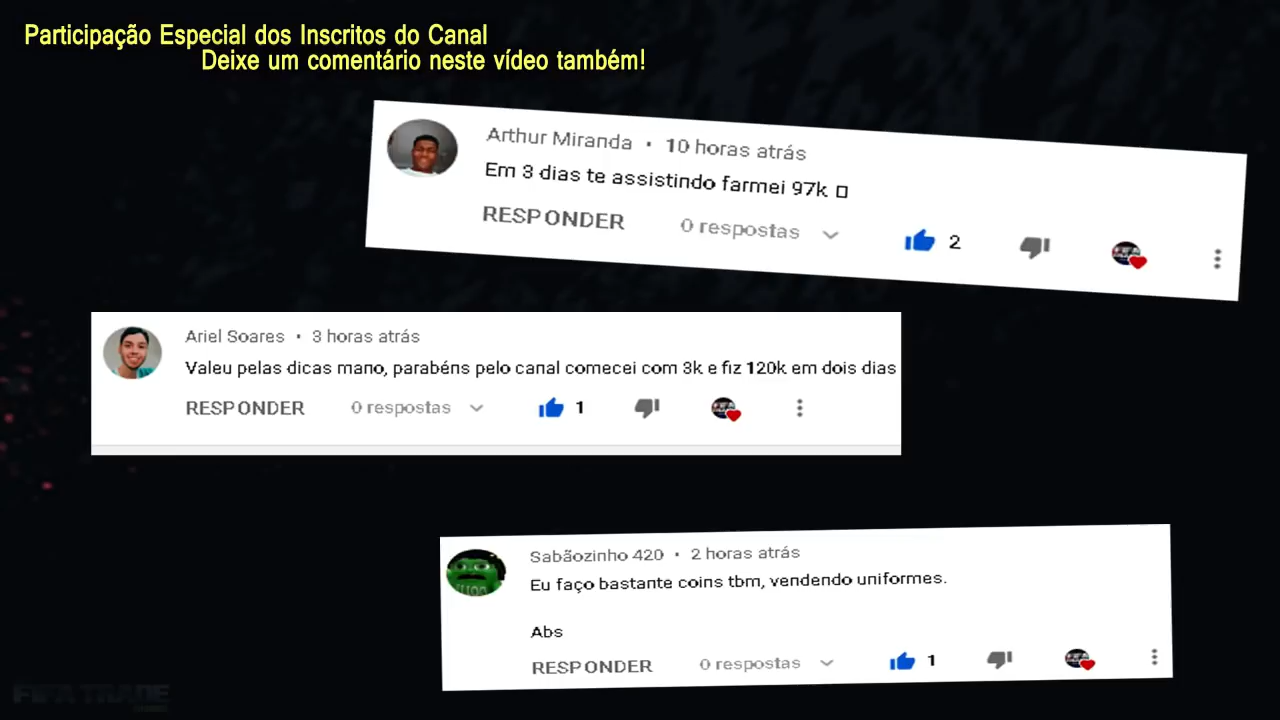 Participação Especial dos Inscritos do Canal
Deixe um comentário neste vídeo também!
Arthur Miranda · 10 horas atrás
Em 3 dias te assistindo farmei 97k
RESPONDER 0 respostas 2
Ariel Soares · 3 horas atrás
Valeu pelas dicas mano, parabéns pelo canal comecei com 3k e fiz 120k em dois dias
RESPONDER 0 respostas 1
Sabãozinho 420 · 2 horas atrás
Eu faço bastante coins tbm, vendendo uniformes.
Abs
RESPONDER 0 respostas 1
FIFA TRADE